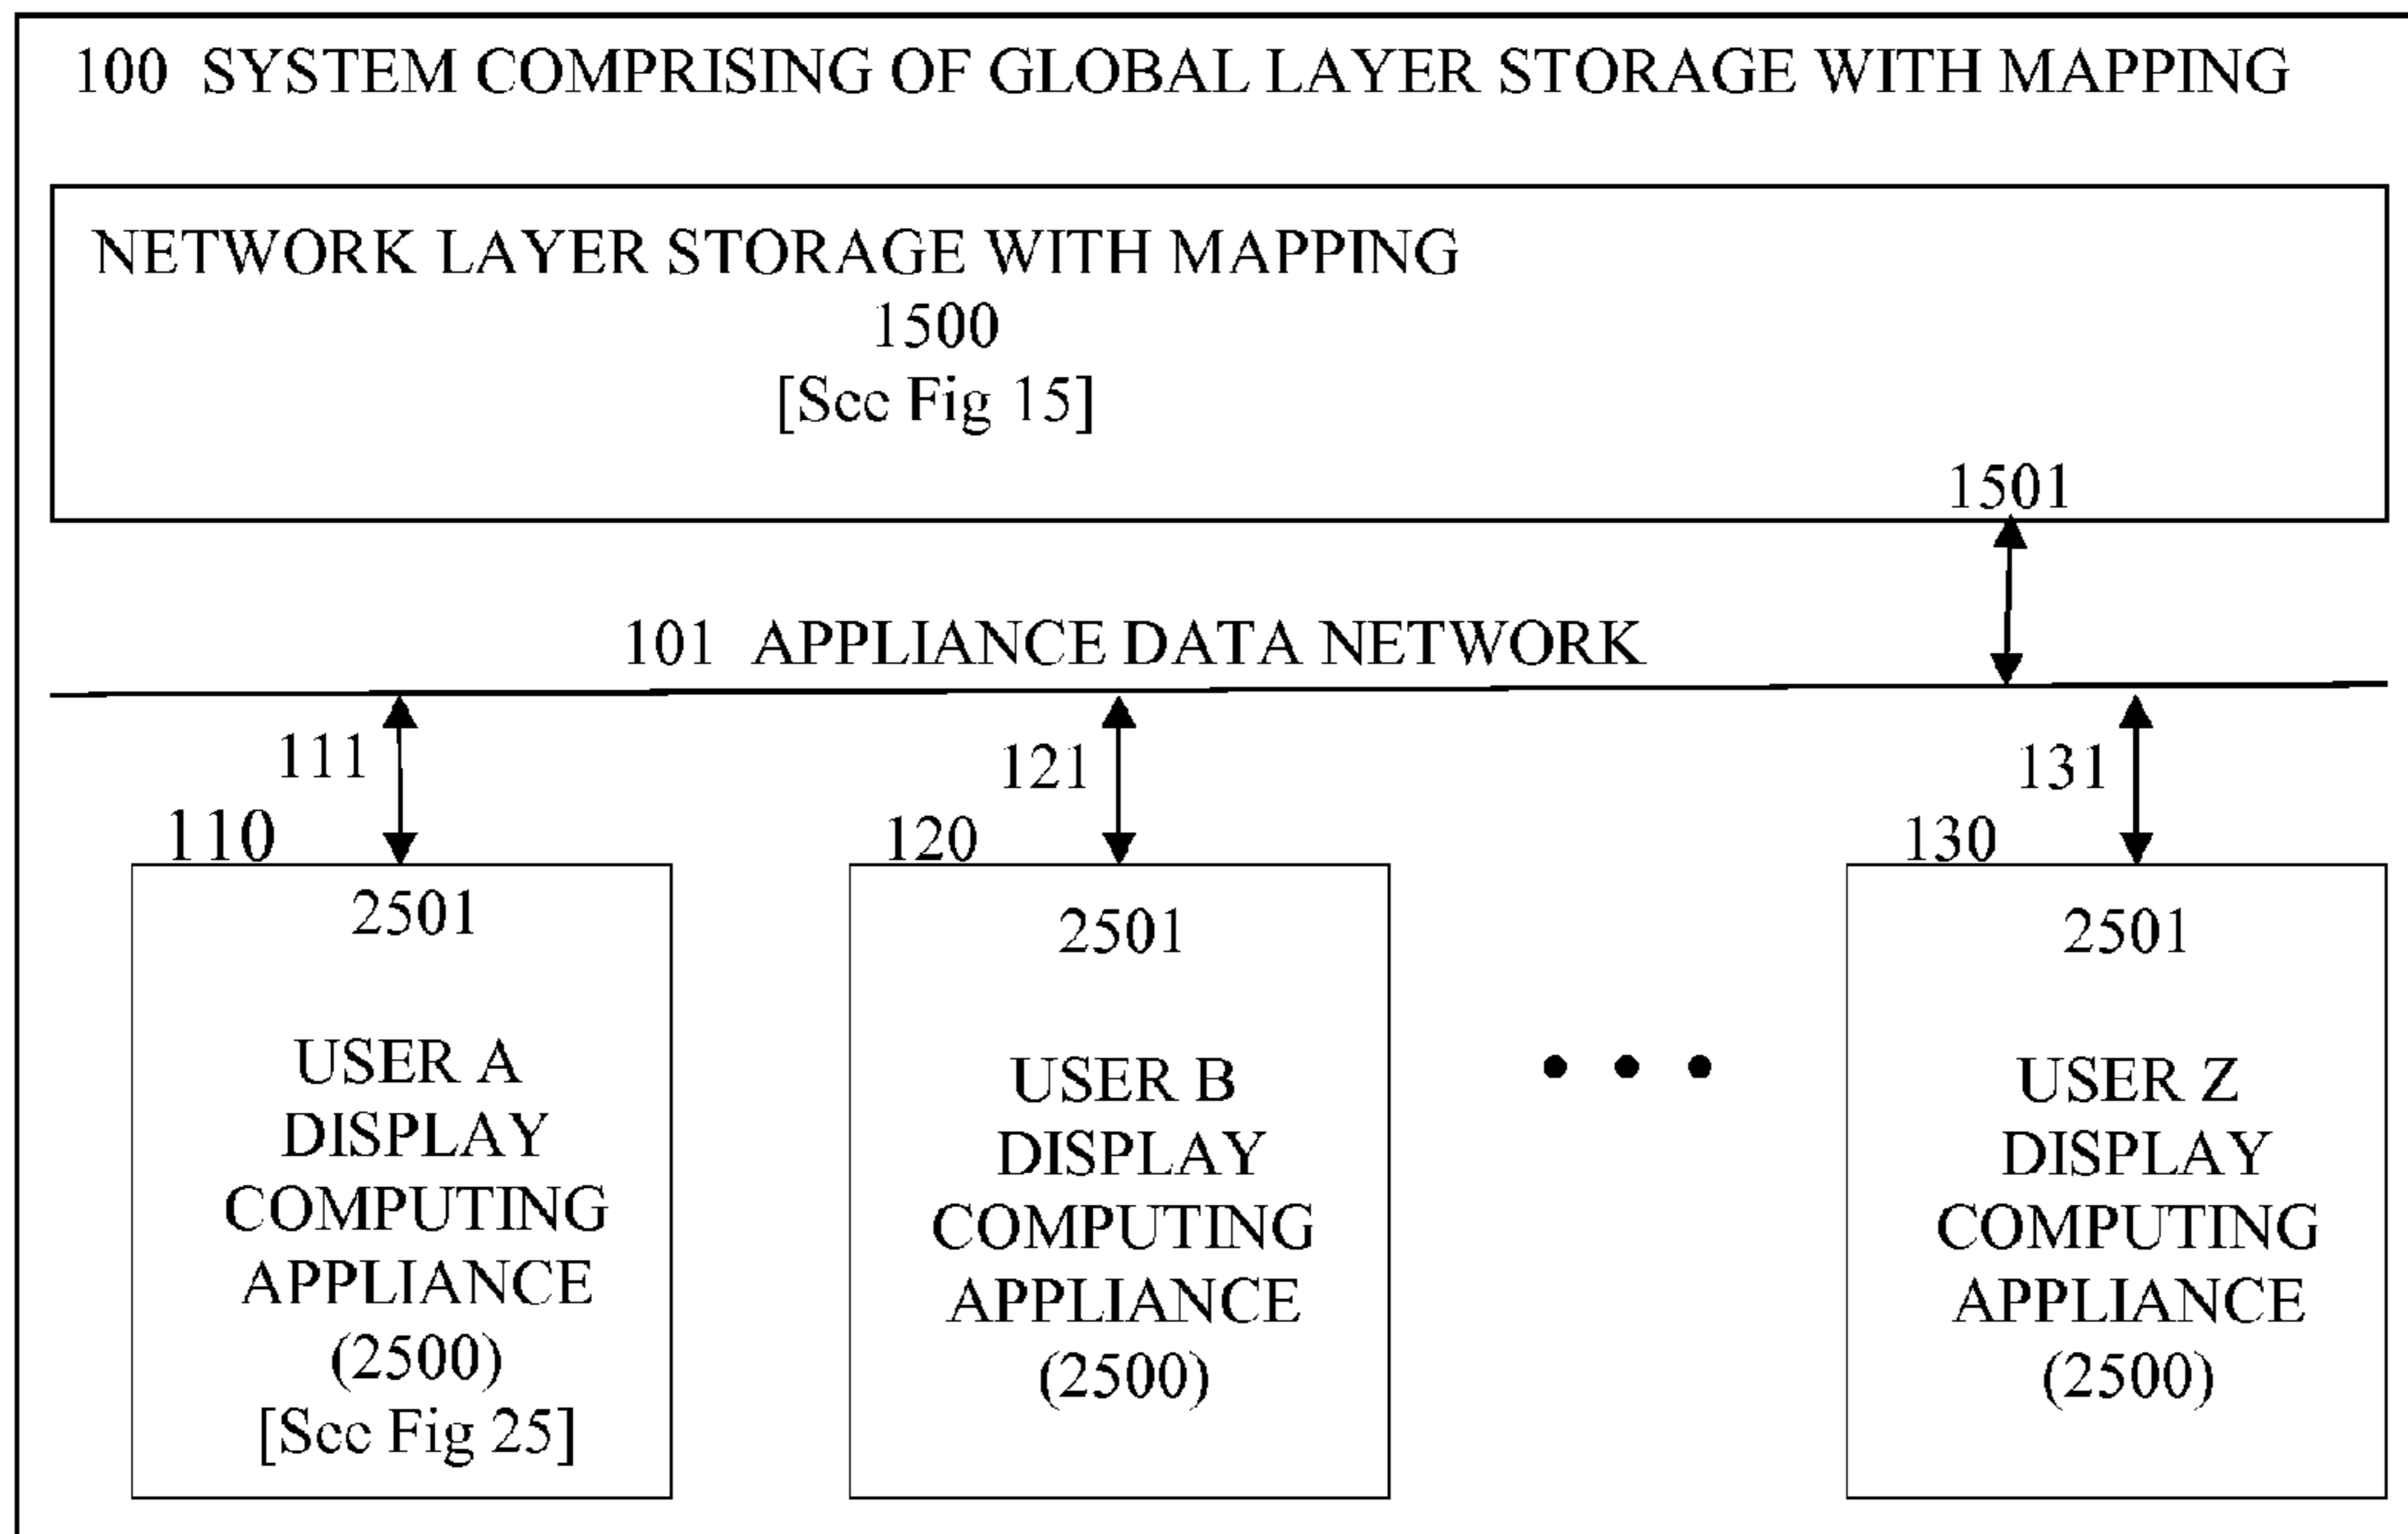 100 SYSTEM COMPRISING OF GLOBAL LAYER STORAGE WITH MAPPING
NETWORK LAYER STORAGE WITH MAPPING
1500
[See Fig 15]
1501
101 APPLIANCE DATA NETWORK
111
121
131
110
120
130
2501
USER A
DISPLAY
COMPUTING
APPLIANCE
(2500)
[See Fig 25]
2501
USER B
DISPLAY
COMPUTING
APPLIANCE
(2500)
• • •
2501
USER Z
DISPLAY
COMPUTING
APPLIANCE
(2500)